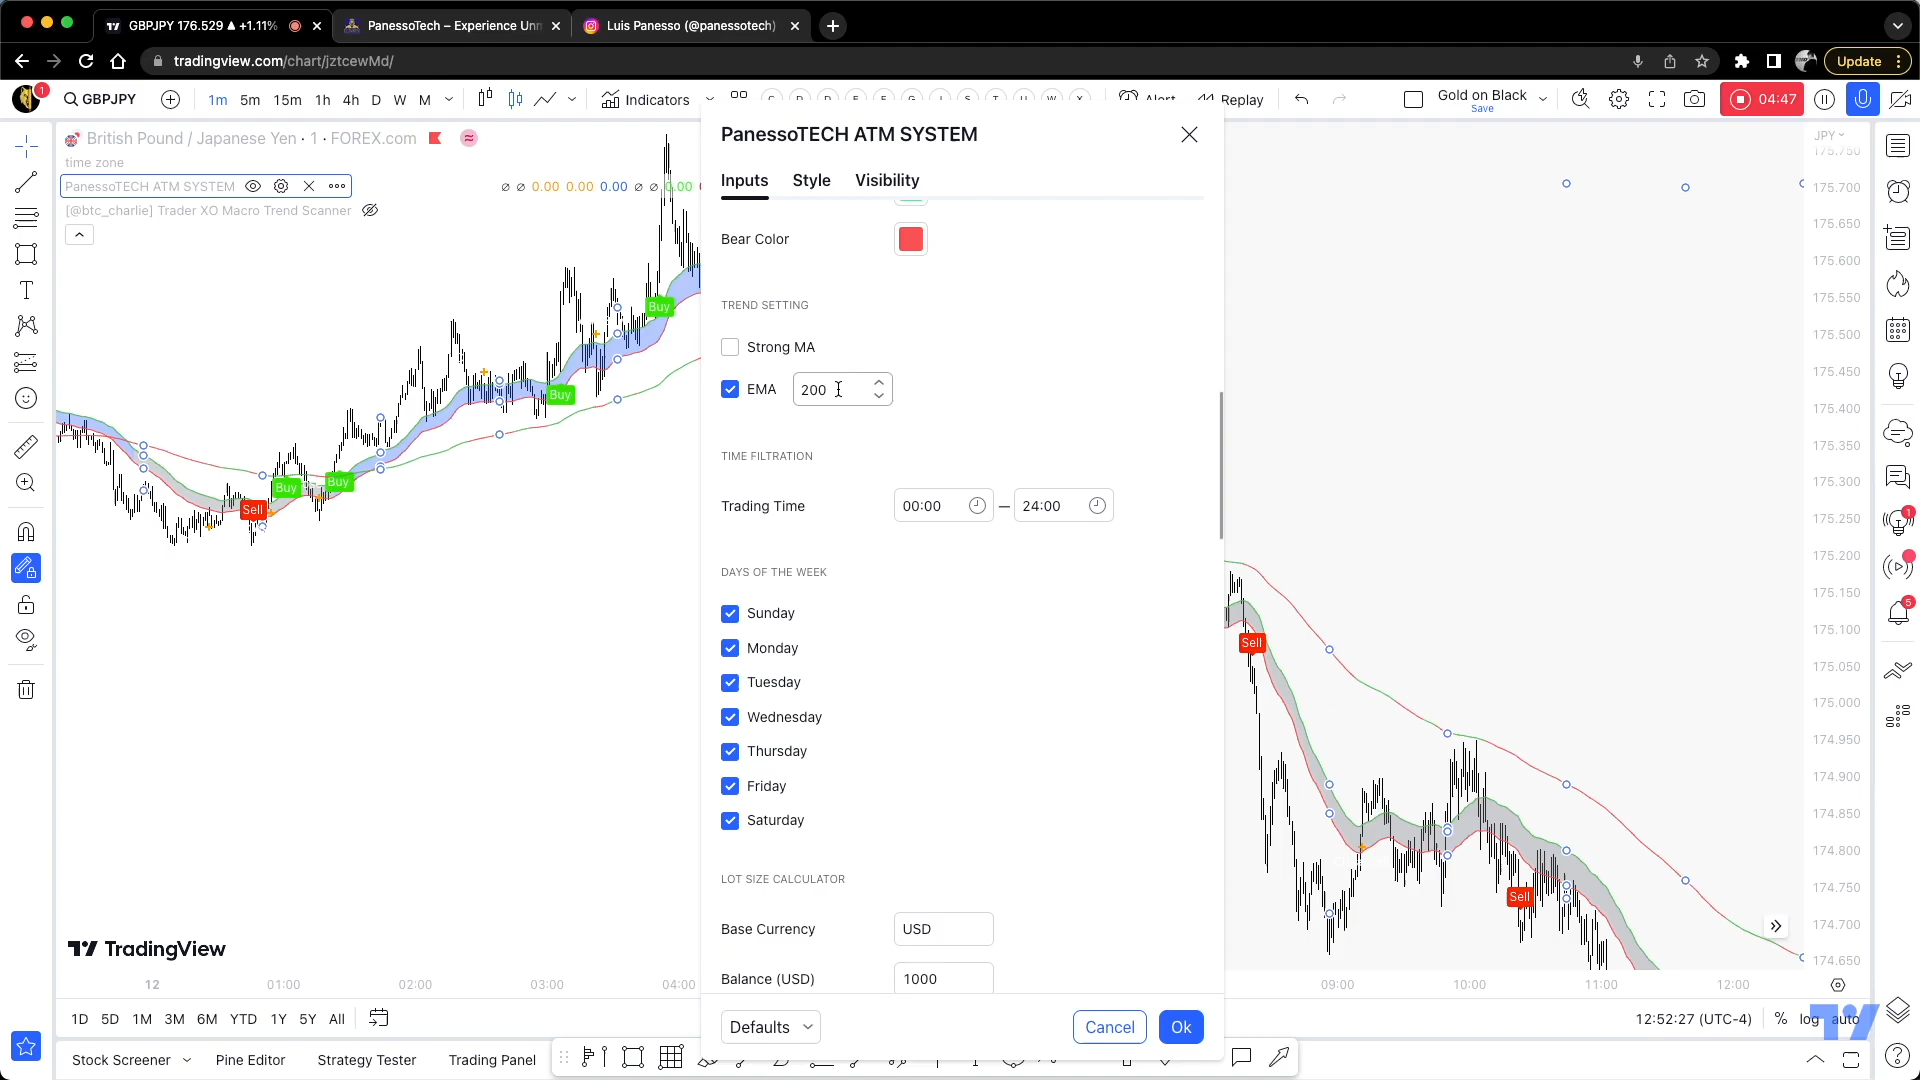 GBPJPY 176.529 ▲ +1.11%
PanessoTech – Experience Unm
Luis Panesso (@panessotech)
tradingview.com/chart/jztcewMd/
Update
1
GBPJPY
1m 5m 15m 1h 4h D W M
Indicators
Alert
Replay
Gold on Black
Save
04:47
British Pound / Japanese Yen · 1 · FOREX.com
time zone
PanessoTECH ATM SYSTEM
0.00 0.00 0.00 0.00
[@btc_charlie] Trader XO Macro Trend Scanner
PanessoTECH ATM SYSTEM
Inputs Style Visibility
Bear Color
TREND SETTING
Strong MA
EMA 200
TIME FILTRATION
Trading Time 00:00 — 24:00
DAYS OF THE WEEK
Sunday
Monday
Tuesday
Wednesday
Thursday
Friday
Saturday
LOT SIZE CALCULATOR
Base Currency USD
Balance (USD) 1000
Defaults
Cancel
Ok
Buy
Buy
Buy
Buy
Sell
Sell
Sell
JPY
175.750
175.700
175.650
175.600
175.550
175.500
175.450
175.400
175.350
175.300
175.250
175.200
175.150
175.100
175.050
175.000
174.950
174.900
174.850
174.800
174.750
174.700
174.650
1
5
TradingView
12 01:00 02:00 03:00 04:00 09:00 10:00 11:00 12:00
1D 5D 1M 3M 6M YTD 1Y 5Y All
12:52:27 (UTC-4) % log auto
Stock Screener Pine Editor Strategy Tester Trading Panel